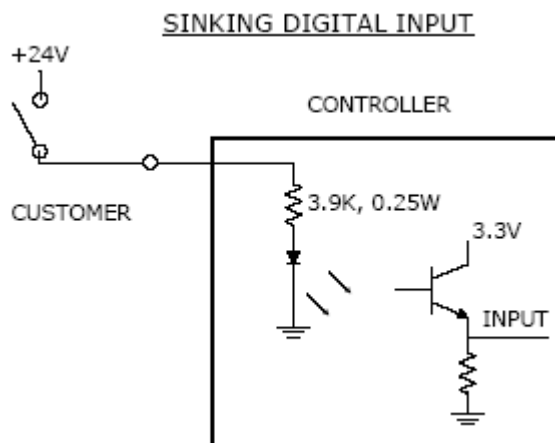 SINKING DIGITAL INPUT
+24V
CONTROLLER
CUSTOMER
3.9K, 0.25W
3.3V
INPUT